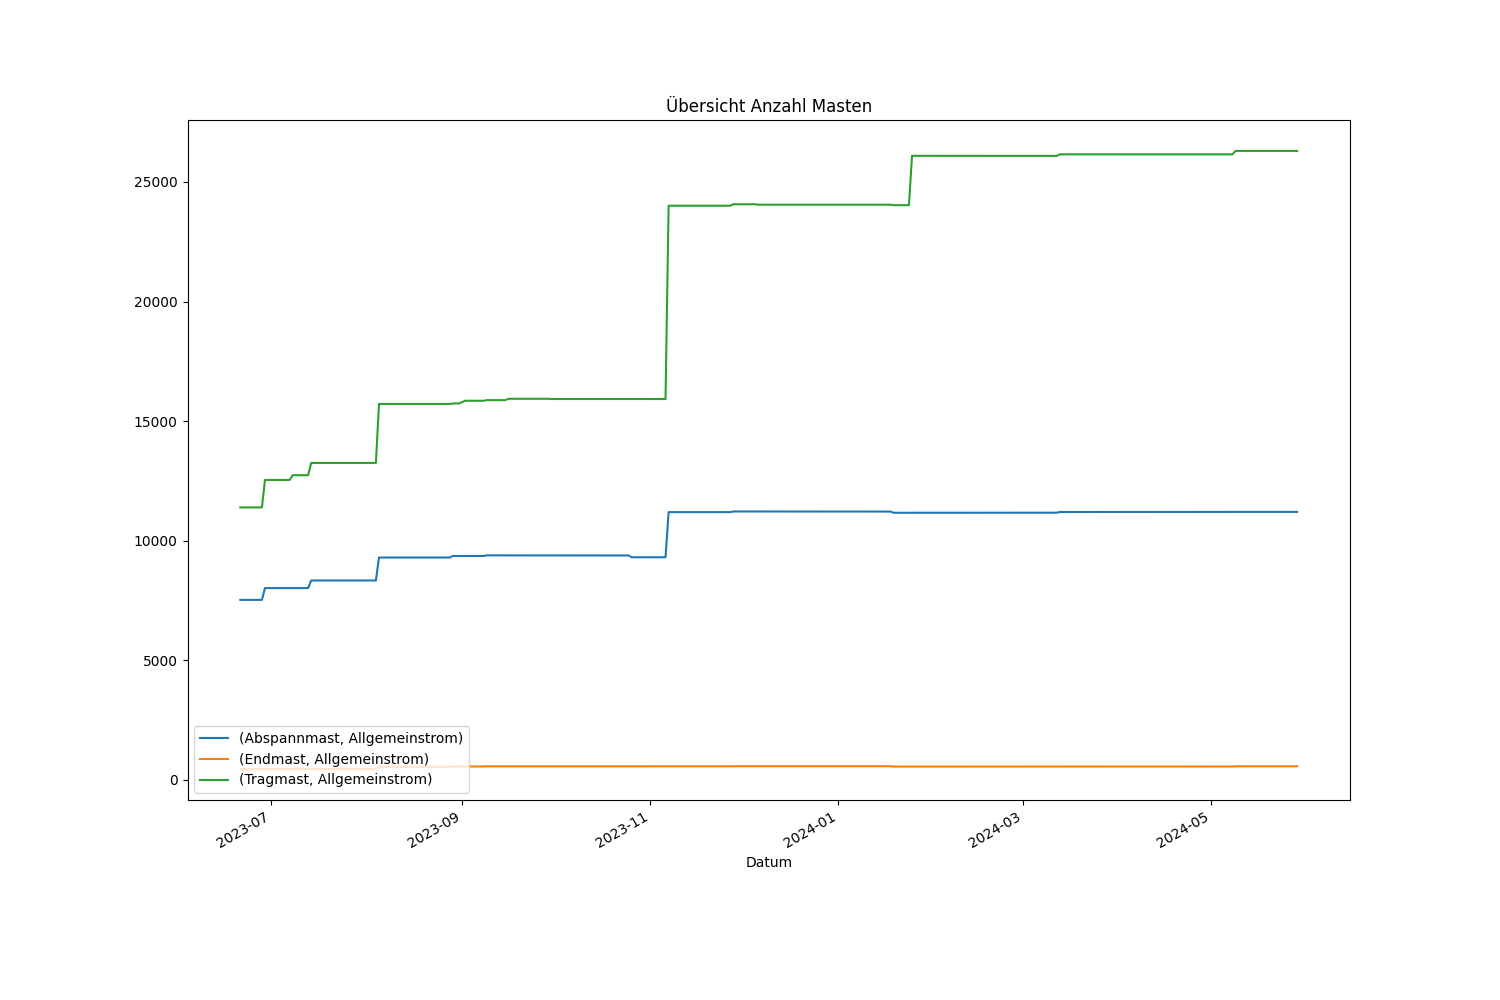 Übersicht Anzahl Masten
25000
20000
15000
10000
5000
0
(Abspannmast, Allgemeinstrom)
(Endmast, Allgemeinstrom)
(Tragmast, Allgemeinstrom)
2023-07
2023-09
2023-11
2024-01
2024-03
2024-05
Datum